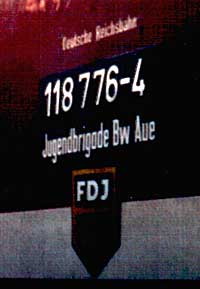 Deutsche Reichsbahn
118 776-4
Jugendbrigade Bw Aue
FDJ